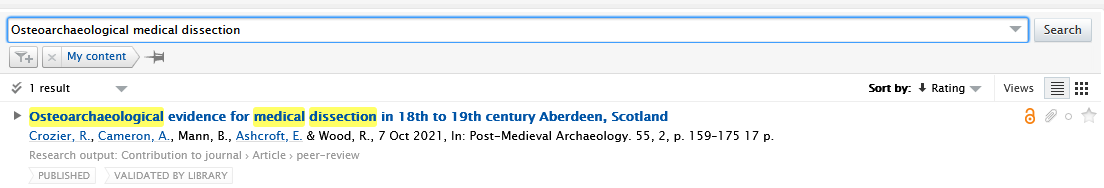 Osteoarchaeological medical dissection
Search
My content
1 result
Sort by: Rating
Views
Osteoarchaeological evidence for medical dissection in 18th to 19th century Aberdeen, Scotland
Crozier, R., Cameron, A., Mann, B., Ashcroft, E. & Wood, R., 7 Oct 2021, In: Post-Medieval Archaeology. 55, 2, p. 159-175 17 p.
Research output: Contribution to journal › Article › peer-review
PUBLISHED
VALIDATED BY LIBRARY